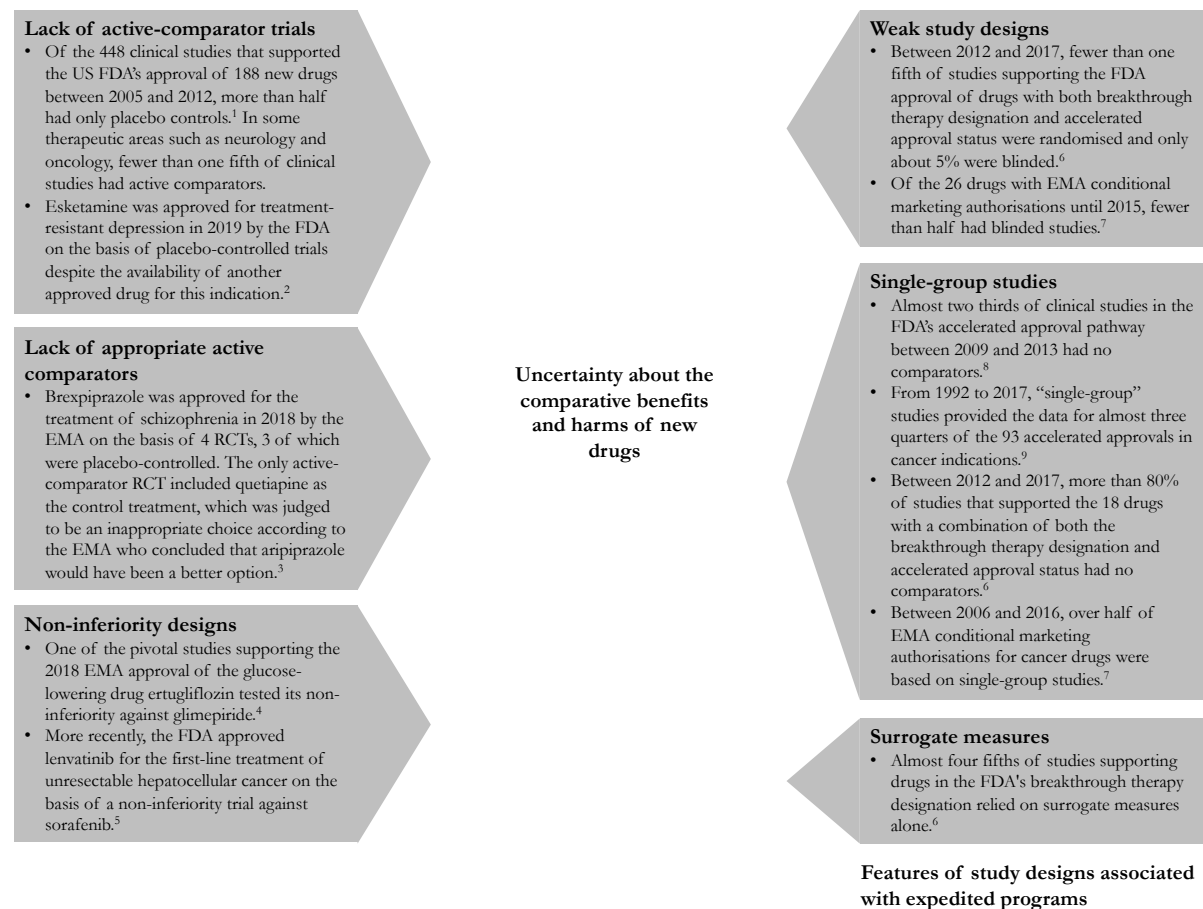 Lack of active-comparator trials
• Of the 448 clinical studies that supported
the US FDA's approval of 188 new drugs
between 2005 and 2012, more than half
had only placebo controls.1 In some
therapeutic areas such as neurology and
oncology, fewer than one fifth of clinical
studies had active comparators.
• Esketamine was approved for treatment-
resistant depression in 2019 by the FDA
on the basis of placebo-controlled trials
despite the availability of another
approved drug for this indication.2
Lack of appropriate active
comparators
• Brexpiprazole was approved for the
treatment of schizophrenia in 2018 by the
EMA on the basis of 4 RCTs, 3 of which
were placebo-controlled. The only active-
comparator RCT included quetiapine as
the control treatment, which was judged
to be an inappropriate choice according to
the EMA who concluded that aripiprazole
would have been a better option.3
Non-inferiority designs
• One of the pivotal studies supporting the
2018 EMA approval of the glucose-
lowering drug ertugliflozin tested its non-
inferiority against glimepiride.4
• More recently, the FDA approved
lenvatinib for the first-line treatment of
unresectable hepatocellular cancer on the
basis of a non-inferiority trial against
sorafenib.5
Uncertainty about the
comparative benefits
and harms of new
drugs
Weak study designs
• Between 2012 and 2017, fewer than one
fifth of studies supporting the FDA
approval of drugs with both breakthrough
therapy designation and accelerated
approval status were randomised and only
about 5% were blinded.6
• Of the 26 drugs with EMA conditional
marketing authorisations until 2015, fewer
than half had blinded studies.7
Single-group studies
• Almost two thirds of clinical studies in the
FDA's accelerated approval pathway
between 2009 and 2013 had no
comparators.8
• From 1992 to 2017, "single-group"
studies provided the data for almost three
quarters of the 93 accelerated approvals in
cancer indications.9
• Between 2012 and 2017, more than 80%
of studies that supported the 18 drugs
with a combination of both the
breakthrough therapy designation and
accelerated approval status had no
comparators.6
• Between 2006 and 2016, over half of
EMA conditional marketing
authorisations for cancer drugs were
based on single-group studies.7
Surrogate measures
• Almost four fifths of studies supporting
drugs in the FDA's breakthrough therapy
designation relied on surrogate measures
alone.6
Features of study designs associated
with expedited programs